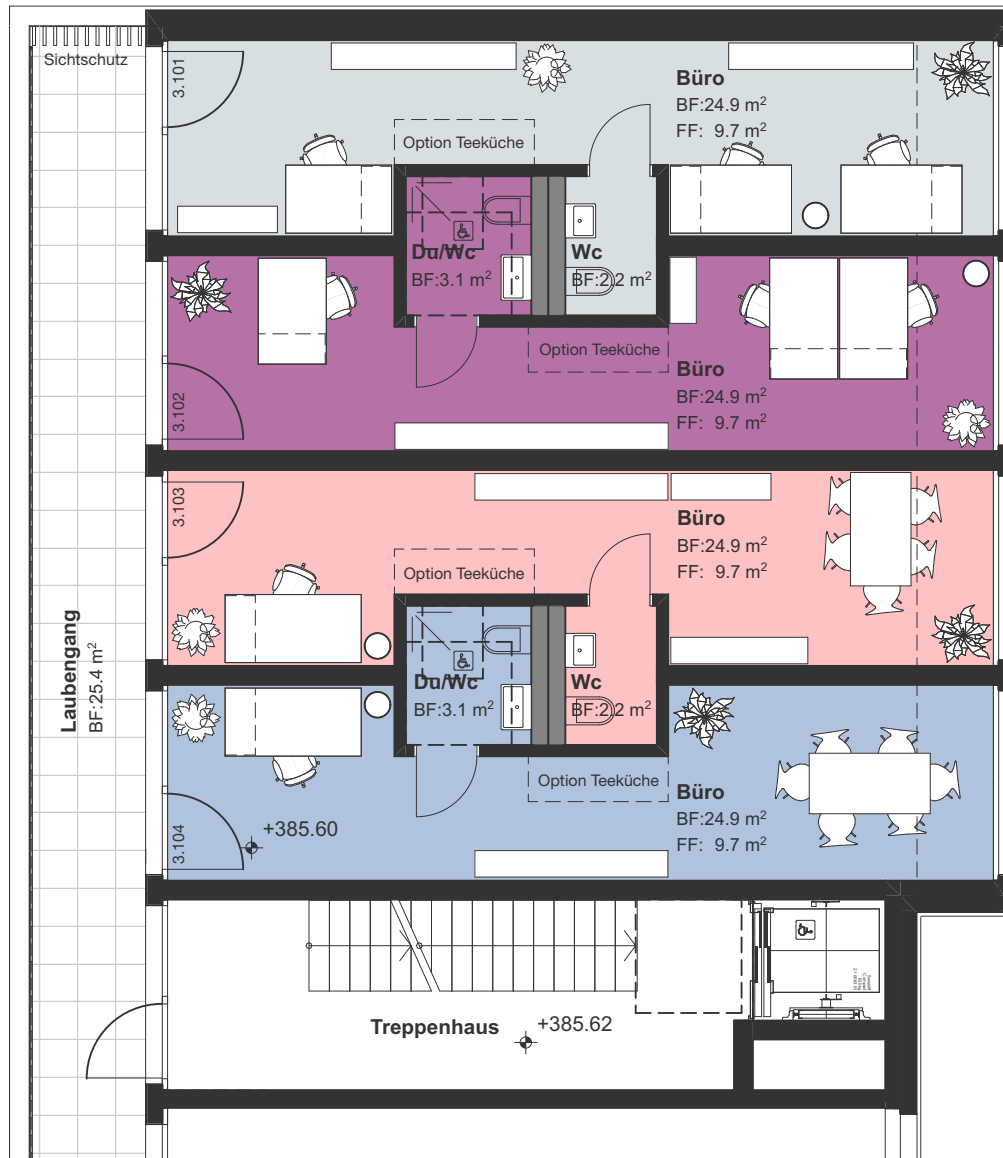 Sichtschutz
3.101
Büro
BF:24.9 m²
FF: 9.7 m²
Option Teeküche
Du/Wc
BF:3.1 m²
Wc
BF:2.2 m²
Option Teeküche
3.102
Büro
BF:24.9 m²
FF: 9.7 m²
3.103
Büro
BF:24.9 m²
FF: 9.7 m²
Option Teeküche
Laubengang
BF:25.4 m²
Du/Wc
BF:3.1 m²
Wc
BF:2.2 m²
Option Teeküche
3.104
+385.60
Büro
BF:24.9 m²
FF: 9.7 m²
Treppenhaus
+385.62